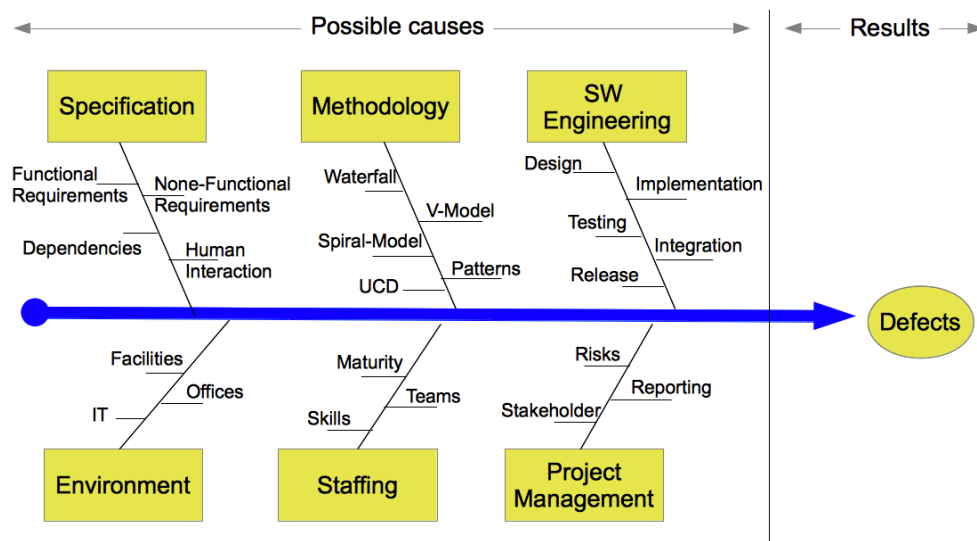 Possible causes
Results
Specification
Methodology
SW
Engineering
Functional
Requirements
None-Functional
Requirements
Dependencies
Human
Interaction
Waterfall
V-Model
Spiral-Model
Patterns
UCD
Design
Implementation
Testing
Integration
Release
Defects
Facilities
Offices
IT
Maturity
Teams
Skills
Risks
Reporting
Stakeholder
Environment
Staffing
Project
Management